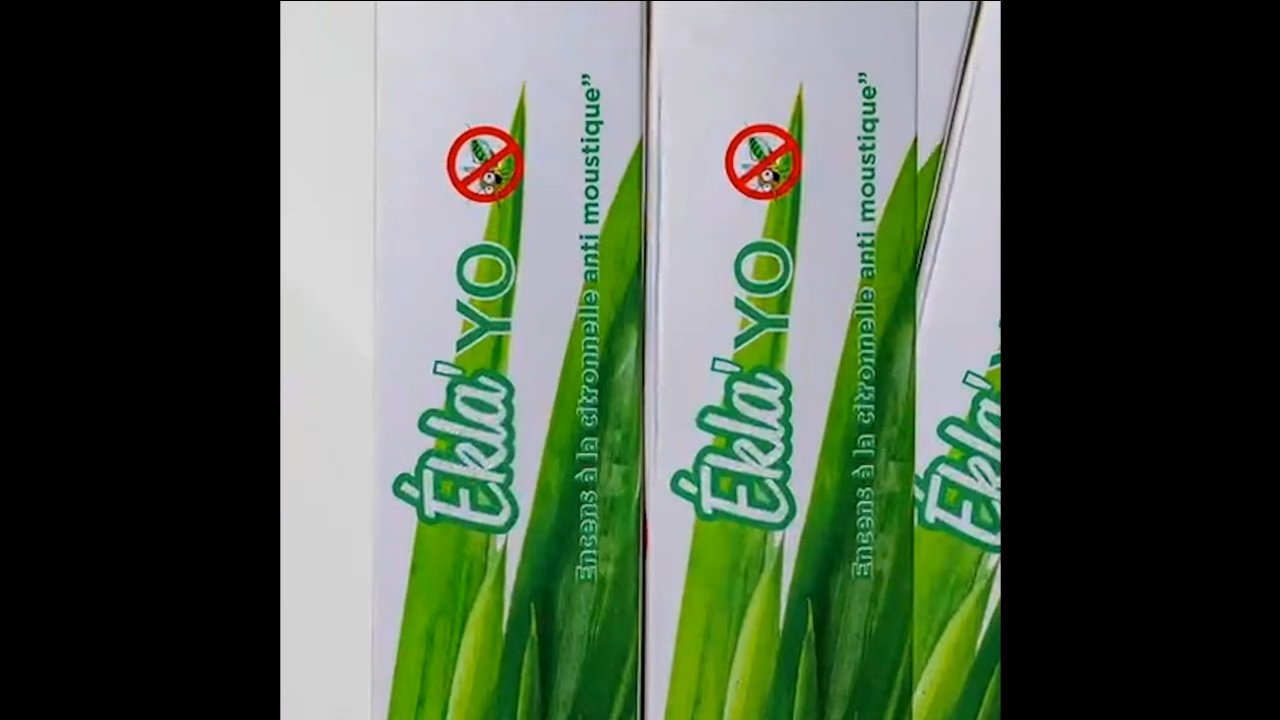 Ékla' YO
Encens à la citronnelle anti moustique”
Ékla' YO
Encens à la citronnelle anti moustique”
Ékla'